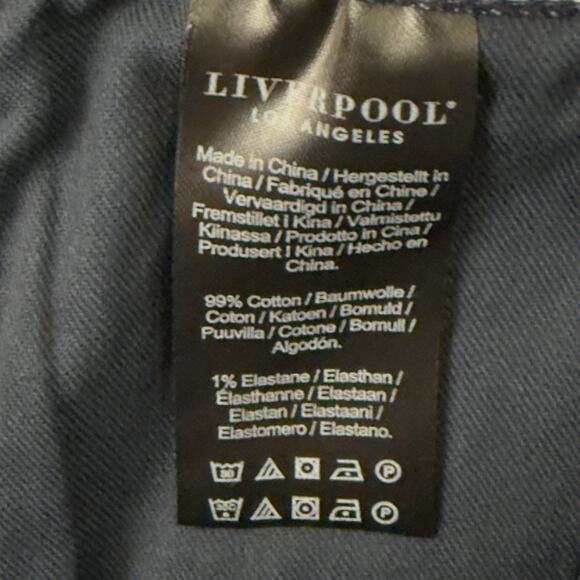 LIVERPOOL®
LOS ANGELES
Made in China / Hergestellt in
China / Fabriqué en Chine /
Vervaardigd in China /
Fremstillet i Kina / Valmistettu
Kiinassa / Prodotto in Cina /
Produsert i Kina / Hecho en
China.
99% Cotton / Baumwolle /
Coton / Katoen / Bomuld /
Puuvilla / Cotone / Bomull /
Algodón.
1% Elastane / Elasthan /
Élasthanne / Elastaan /
Elastan / Elastaani /
Elastomero / Elastano.
30 P
P